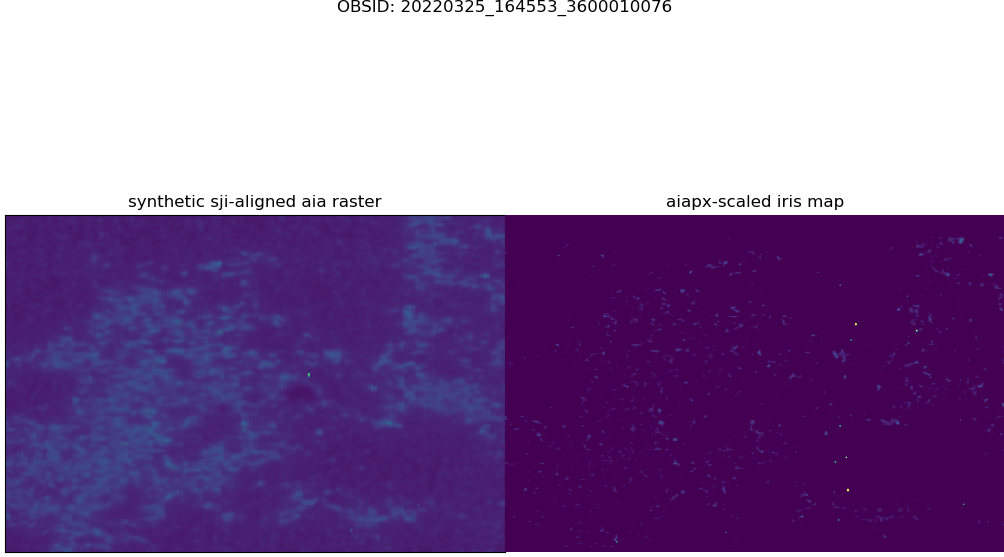 OBSID: 20220325_164553_3600010076
synthetic sji-aligned aia raster
aiapx-scaled iris map